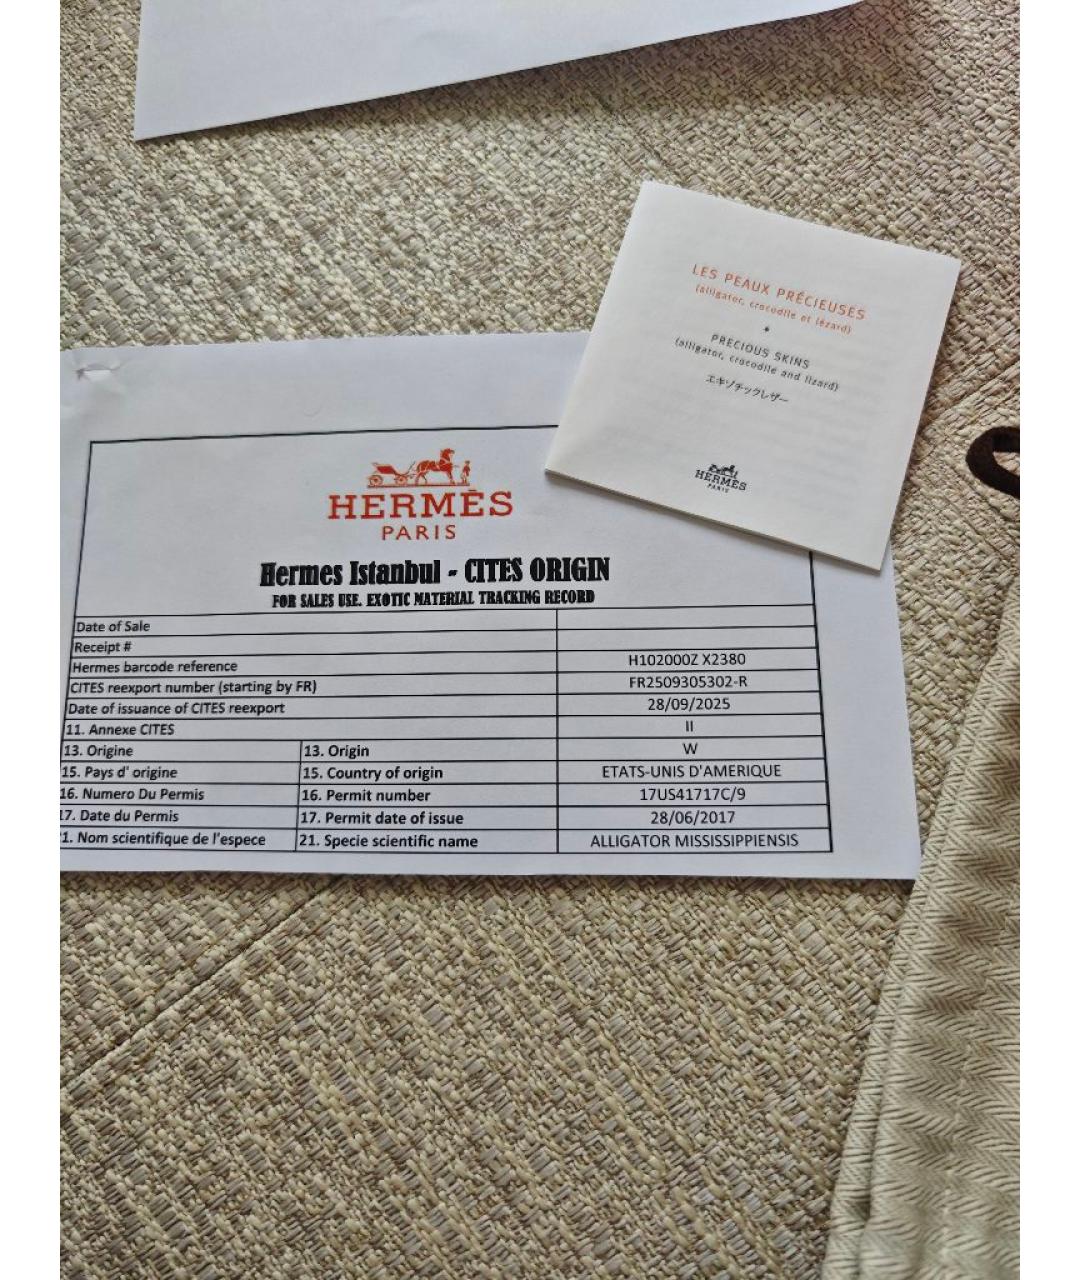 LES PEAUX PRÉCIEUSES
(alligator, crocodile et lézard)
PRECIOUS SKINS
(alligator, crocodile and lizard)
エキゾチックレザー
HERMÈS
PARIS
HERMÈS
PARIS
Hermes Istanbul - CITES ORIGIN
FOR SALES USE. EXOTIC MATERIAL TRACKING RECORD
Date of Sale
Receipt #
Hermes barcode reference H102000Z X2380
CITES reexport number (starting by FR) FR2509305302-R
Date of issuance of CITES reexport 28/09/2025
11. Annexe CITES II
13. Origine 13. Origin W
15. Pays d' origine 15. Country of origin ETATS-UNIS D'AMERIQUE
16. Numero Du Permis 16. Permit number 17US41717C/9
17. Date du Permis 17. Permit date of issue 28/06/2017
1. Nom scientifique de l'espece 21. Specie scientific name ALLIGATOR MISSISSIPPIENSIS